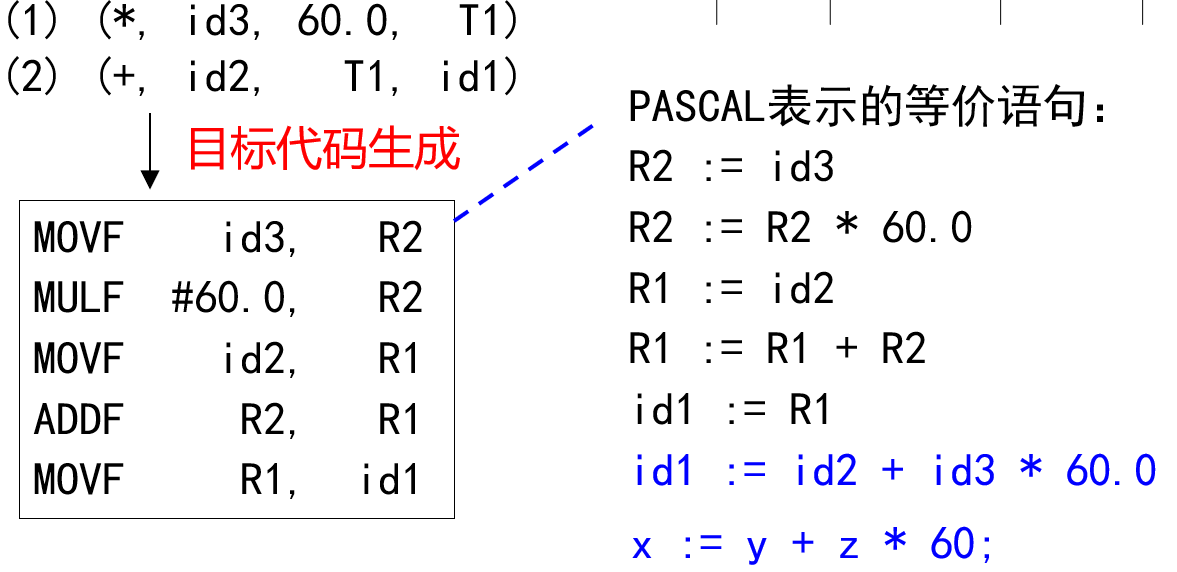 (1) (*, id3, 60.0, T1)
(2) (+, id2, T1, id1)
目标代码生成
MOVF id3, R2
MULF #60.0, R2
MOVF id2, R1
ADDF R2, R1
MOVF R1, id1
PASCAL表示的等价语句：
R2 := id3
R2 := R2 * 60.0
R1 := id2
R1 := R1 + R2
id1 := R1
id1 := id2 + id3 * 60.0
x := y + z * 60;